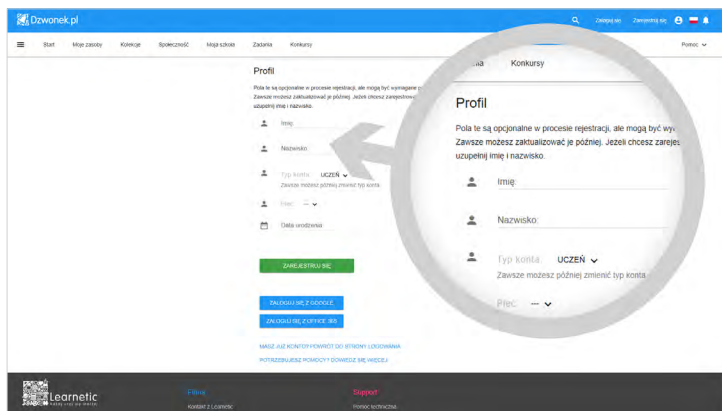 Dzwonek.pl
Zaloguj się Zarejestruj się
Start Moje zasoby Kolekcje Społeczność Moja szkoła Zadania Konkursy Pomoc
Profil
Pola te są opcjonalne w procesie rejestracji, ale mogą być wymagane
Zawsze możesz zaktualizować je później. Jeżeli chcesz zarejestrować
uzupełnij imię i nazwisko.
Imię:
Nazwisko:
Typ konta: UCZEŃ
Zawsze możesz później zmienić typ konta
Płeć: —
Data urodzenia:
ZAREJESTRUJ SIĘ
ZALOGUJ SIĘ Z GOOGLE
ZALOGUJ SIĘ Z OFFICE 365
MASZ JUŻ KONTO? POWRÓT DO STRONY LOGOWANIA
POTRZEBUJESZ POMOCY? DOWIEDZ SIĘ WIĘCEJ
Konkursy
Profil
Pola te są opcjonalne w procesie rejestracji, ale mogą być
Zawsze możesz zaktualizować je później. Jeżeli chcesz zarejes
uzupełnij imię i nazwisko.
Imię:
Nazwisko:
Typ konta: UCZEŃ
Zawsze możesz później zmienić typ konta
Płeć: —
Learnetic
Support
Kontakt z Learnetic
Pomoc techniczna